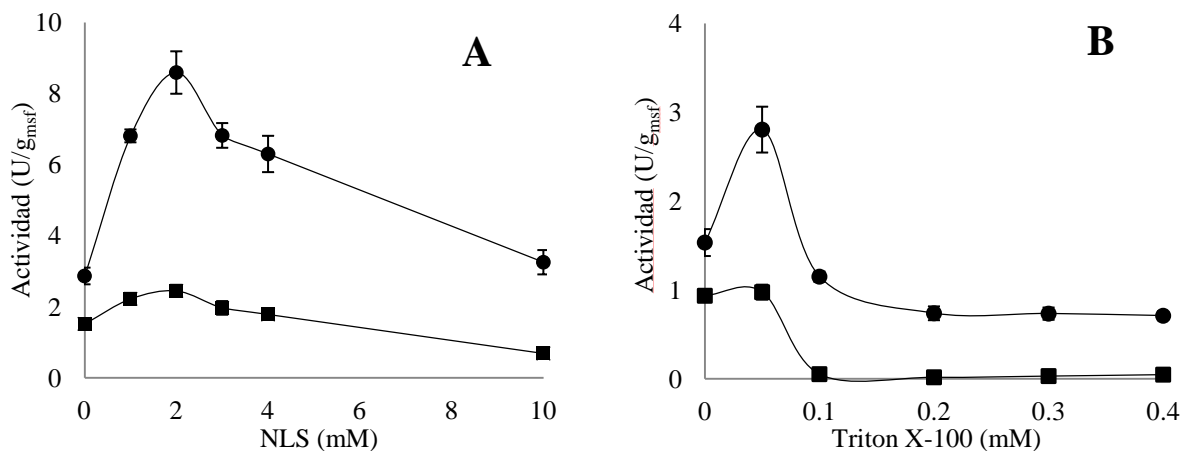 A
Actividad (U/gmsf)
10
8
6
4
2
0
0 2 4 6 8 10
NLS (mM)
B
Actividad (U/gmsf)
4
3
2
1
0
0 0.1 0.2 0.3 0.4
Triton X-100 (mM)